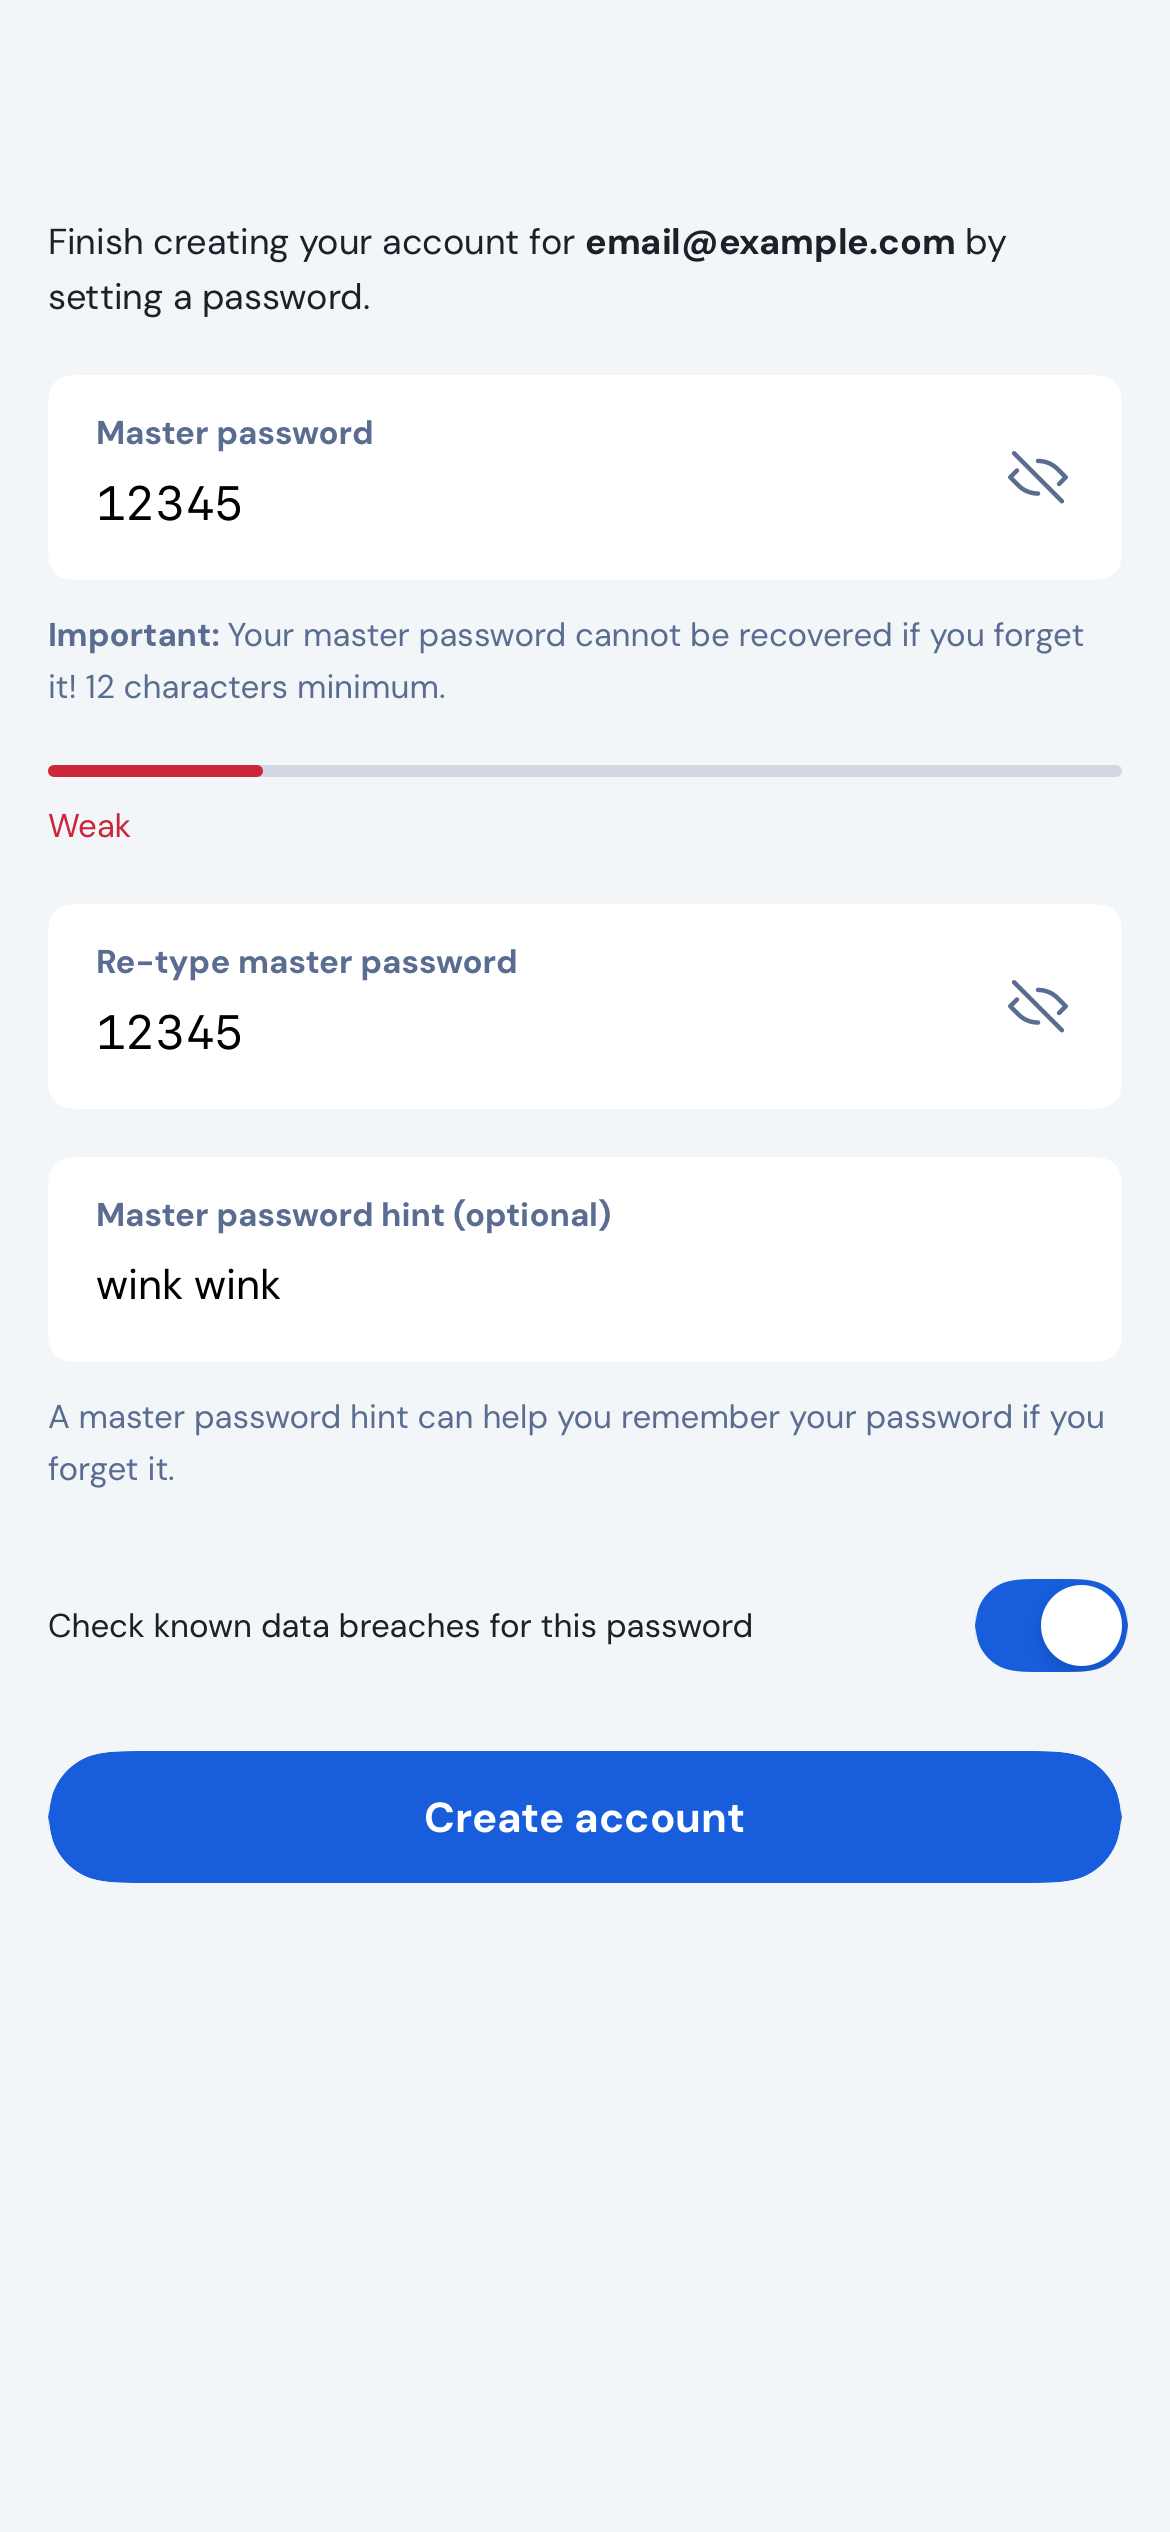 Finish creating your account for email@example.com by
setting a password.
Master password
12345
Important: Your master password cannot be recovered if you forget
it! 12 characters minimum.
Weak
Re-type master password
12345
Master password hint (optional)
wink wink
A master password hint can help you remember your password if you
forget it.
Check known data breaches for this password
Create account